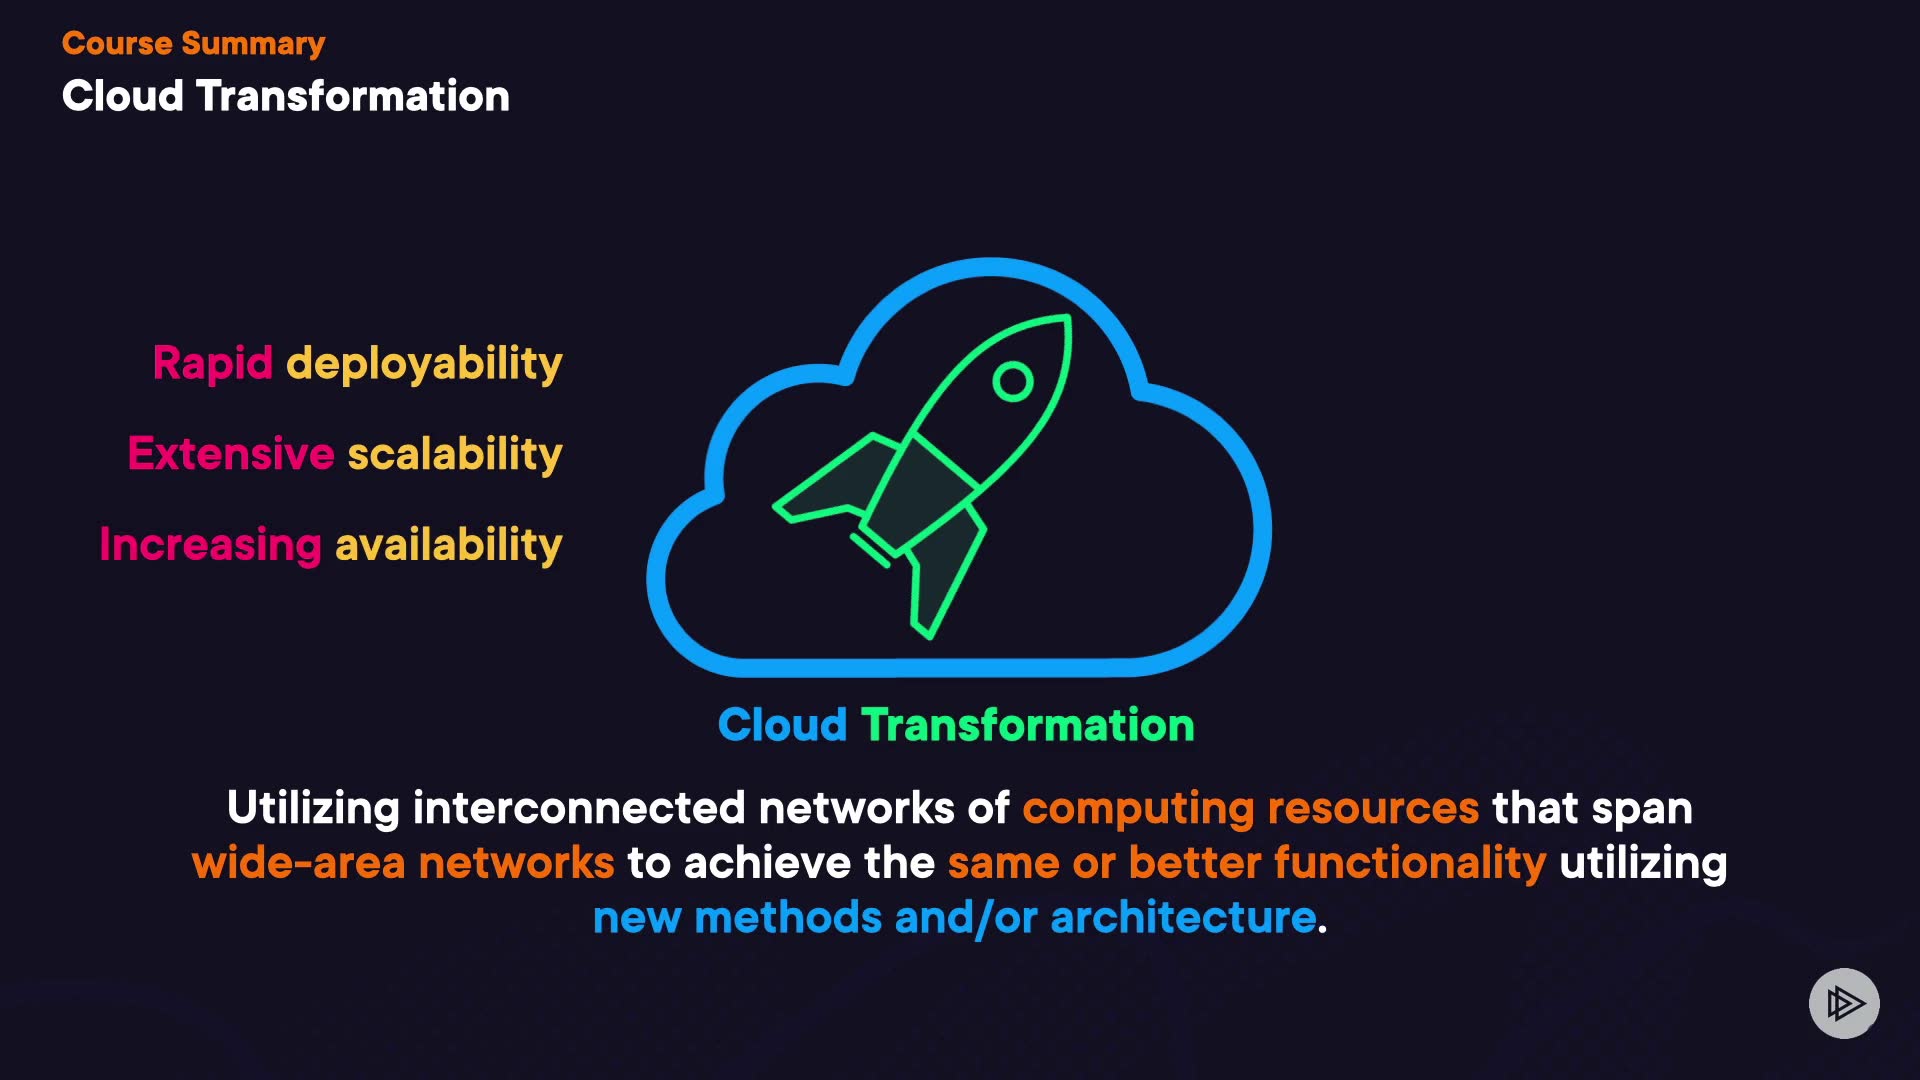 Course Summary
Cloud Transformation
Rapid deployability
Extensive scalability
Increasing availability
Cloud Transformation
Utilizing interconnected networks of computing resources that span
wide-area networks to achieve the same or better functionality utilizing
new methods and/or architecture.